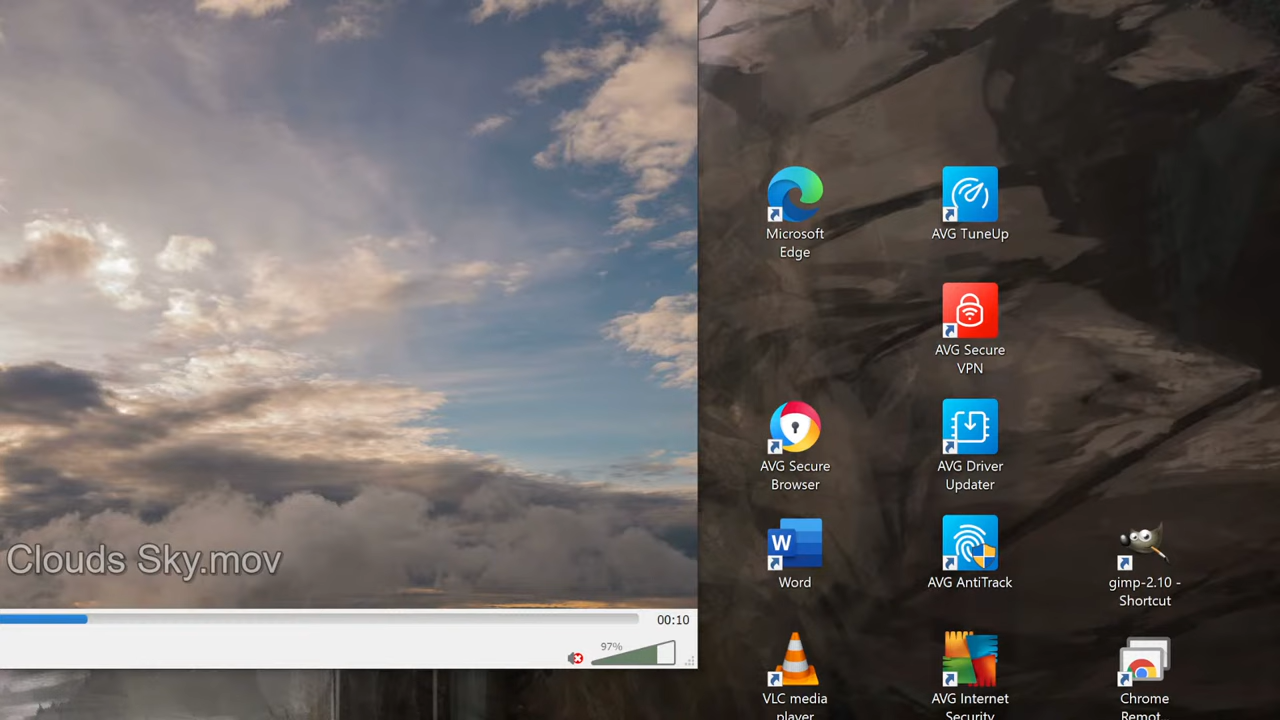 Clouds Sky.mov
00:10
97%
Microsoft
Edge
AVG TuneUp
AVG Secure
VPN
AVG Secure
Browser
AVG Driver
Updater
W
Word
AVG AntiTrack
gimp-2.10 -
Shortcut
VLC media
player
AVG Internet
Security
Chrome
Remot...